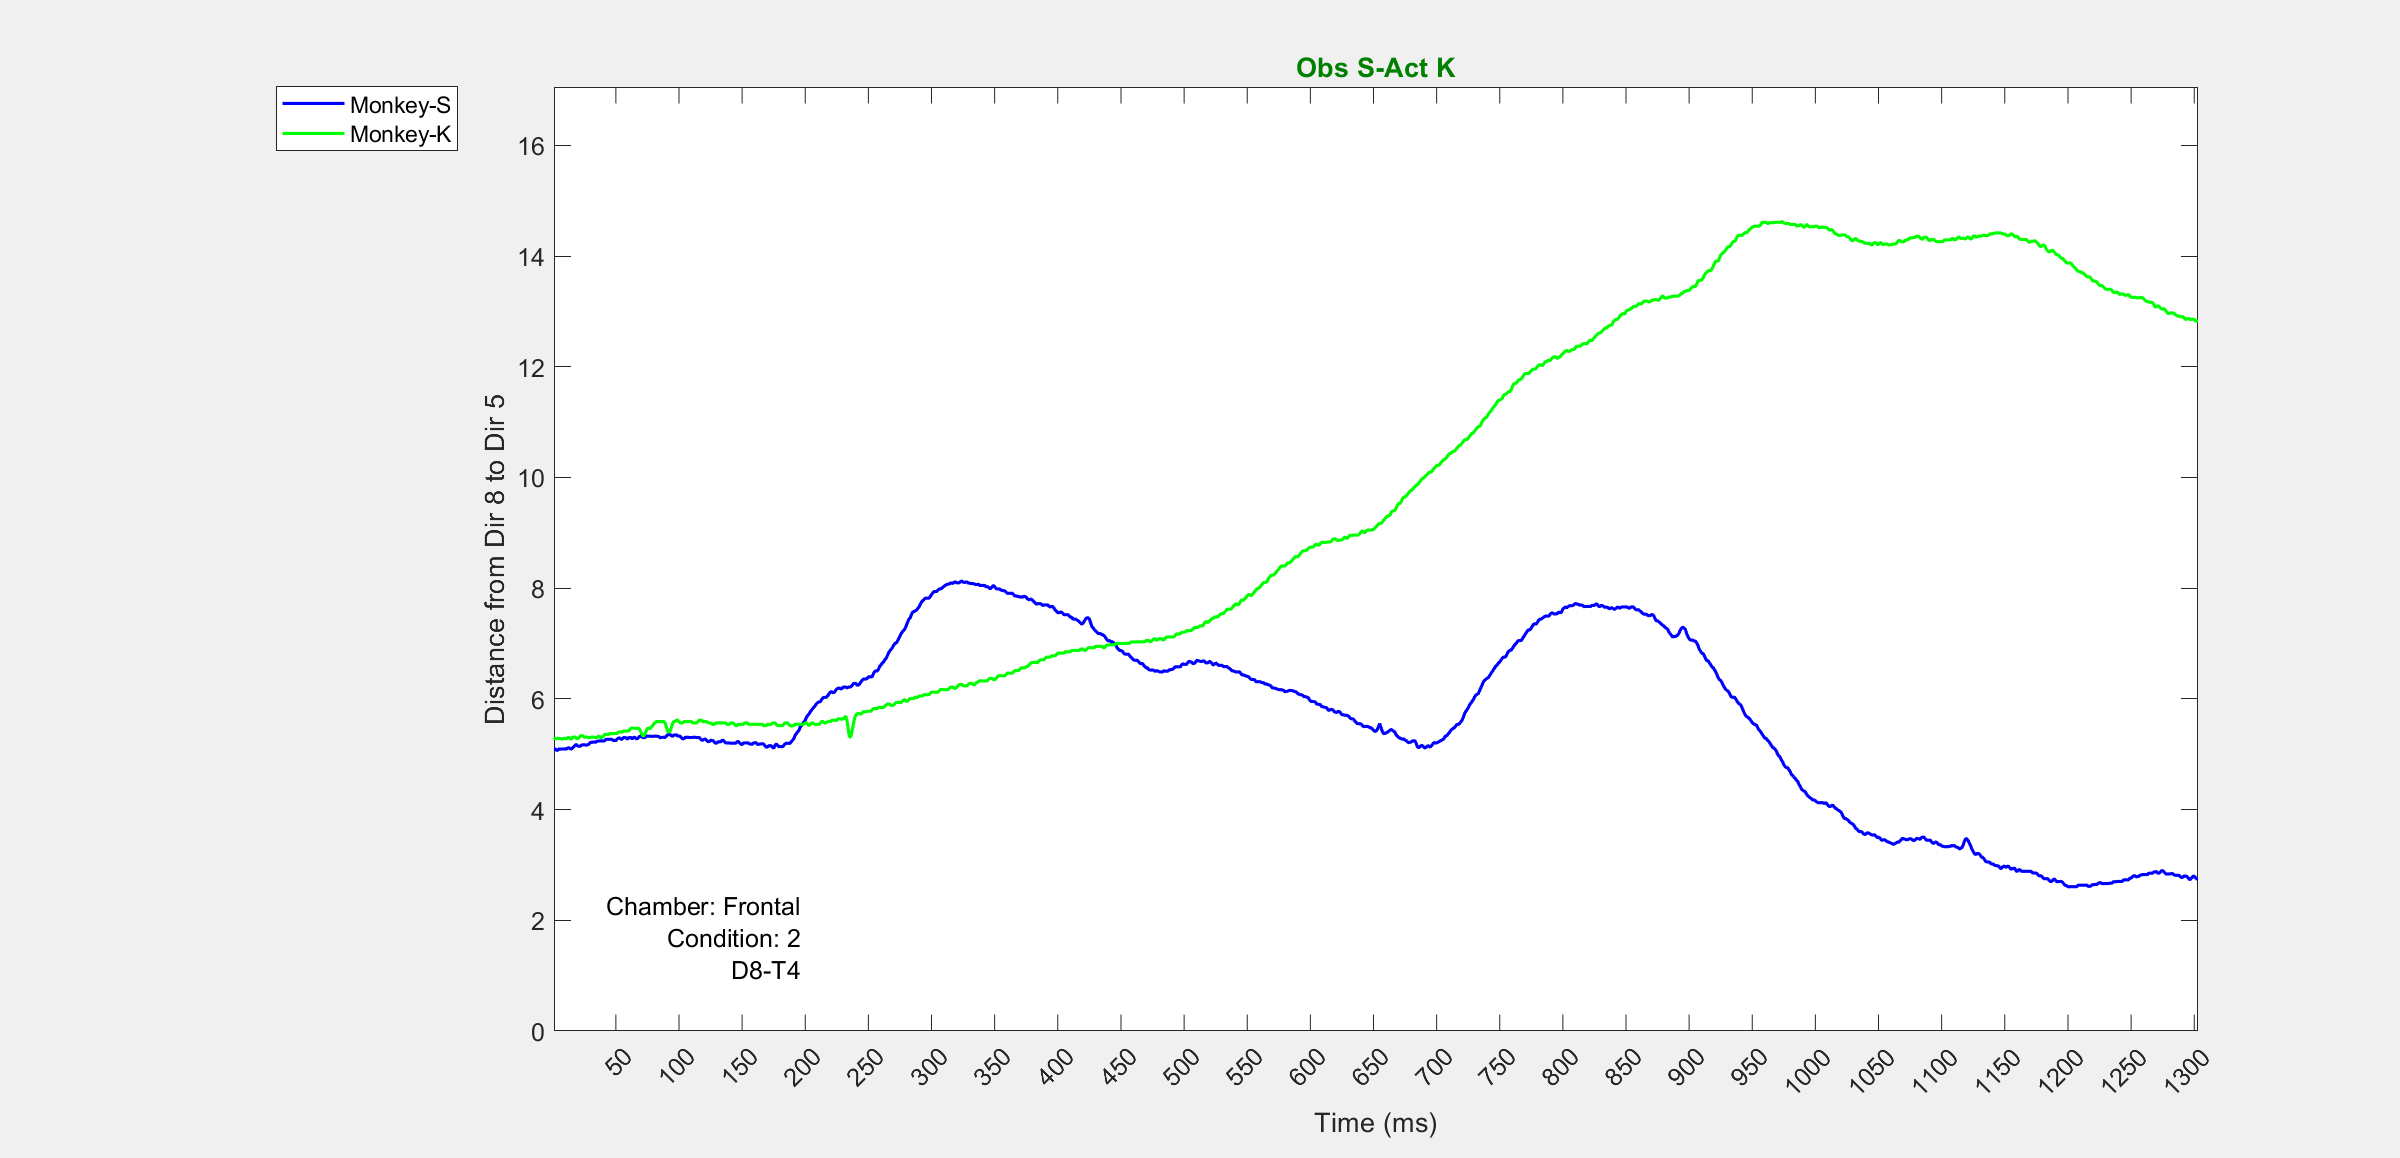 Obs S-Act K
Monkey-S
Monkey-K
Distance from Dir 8 to Dir 5
16
14
12
10
8
6
4
2
0
Chamber: Frontal
Condition: 2
D8-T4
50 100 150 200 250 300 350 400 450 500 550 600 650 700 750 800 850 900 950 1000 1050 1100 1150 1200 1250 1300
Time (ms)